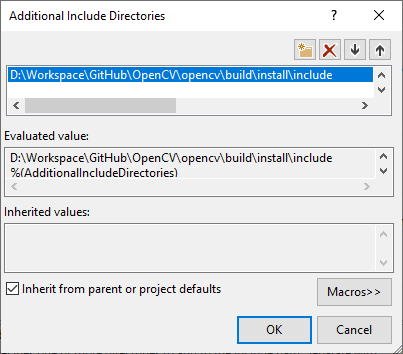 Additional Include Directories
D:\Workspace\GitHub\OpenCV\opencv\build\install\include
Evaluated value:
D:\Workspace\GitHub\OpenCV\opencv\build\install\include
%(AdditionalIncludeDirectories)
Inherited values:
Inherit from parent or project defaults
Macros>>
OK
Cancel